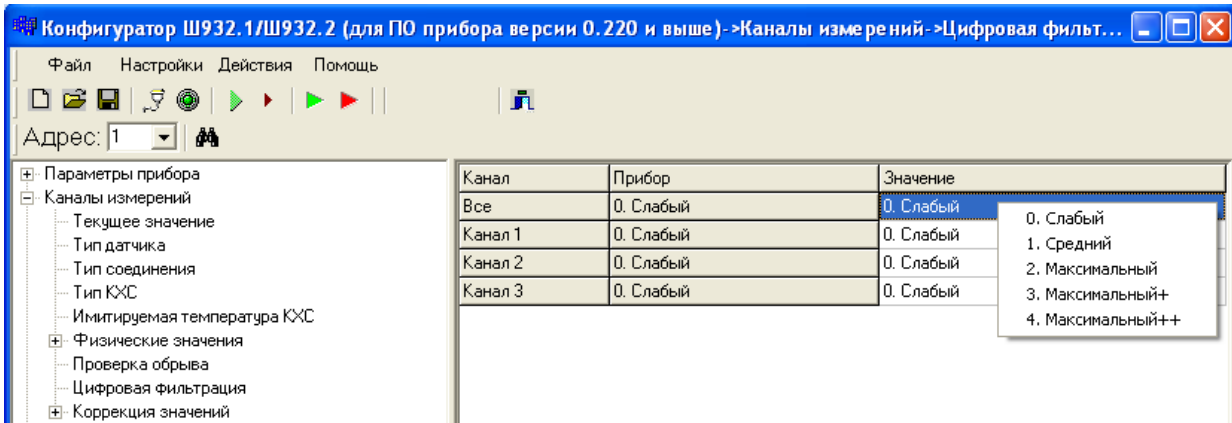 Конфигуратор Ш932.1/Ш932.2 (для ПО прибора версии 0.220 и выше)->Каналы измерений->Цифровая фильт...
Файл Настройки Действия Помощь
Адрес: 1
Параметры прибора
Каналы измерений
Текущее значение
Тип датчика
Тип соединения
Тип КХС
Имитируемая температура КХС
Физические значения
Проверка обрыва
Цифровая фильтрация
Коррекция значений
Канал Прибор Значение
Все 0. Слабый 0. Слабый
Канал 1 0. Слабый 0. Слабый
Канал 2 0. Слабый 0. Слабый
Канал 3 0. Слабый 0. Слабый
0. Слабый
1. Средний
2. Максимальный
3. Максимальный+
4. Максимальный++